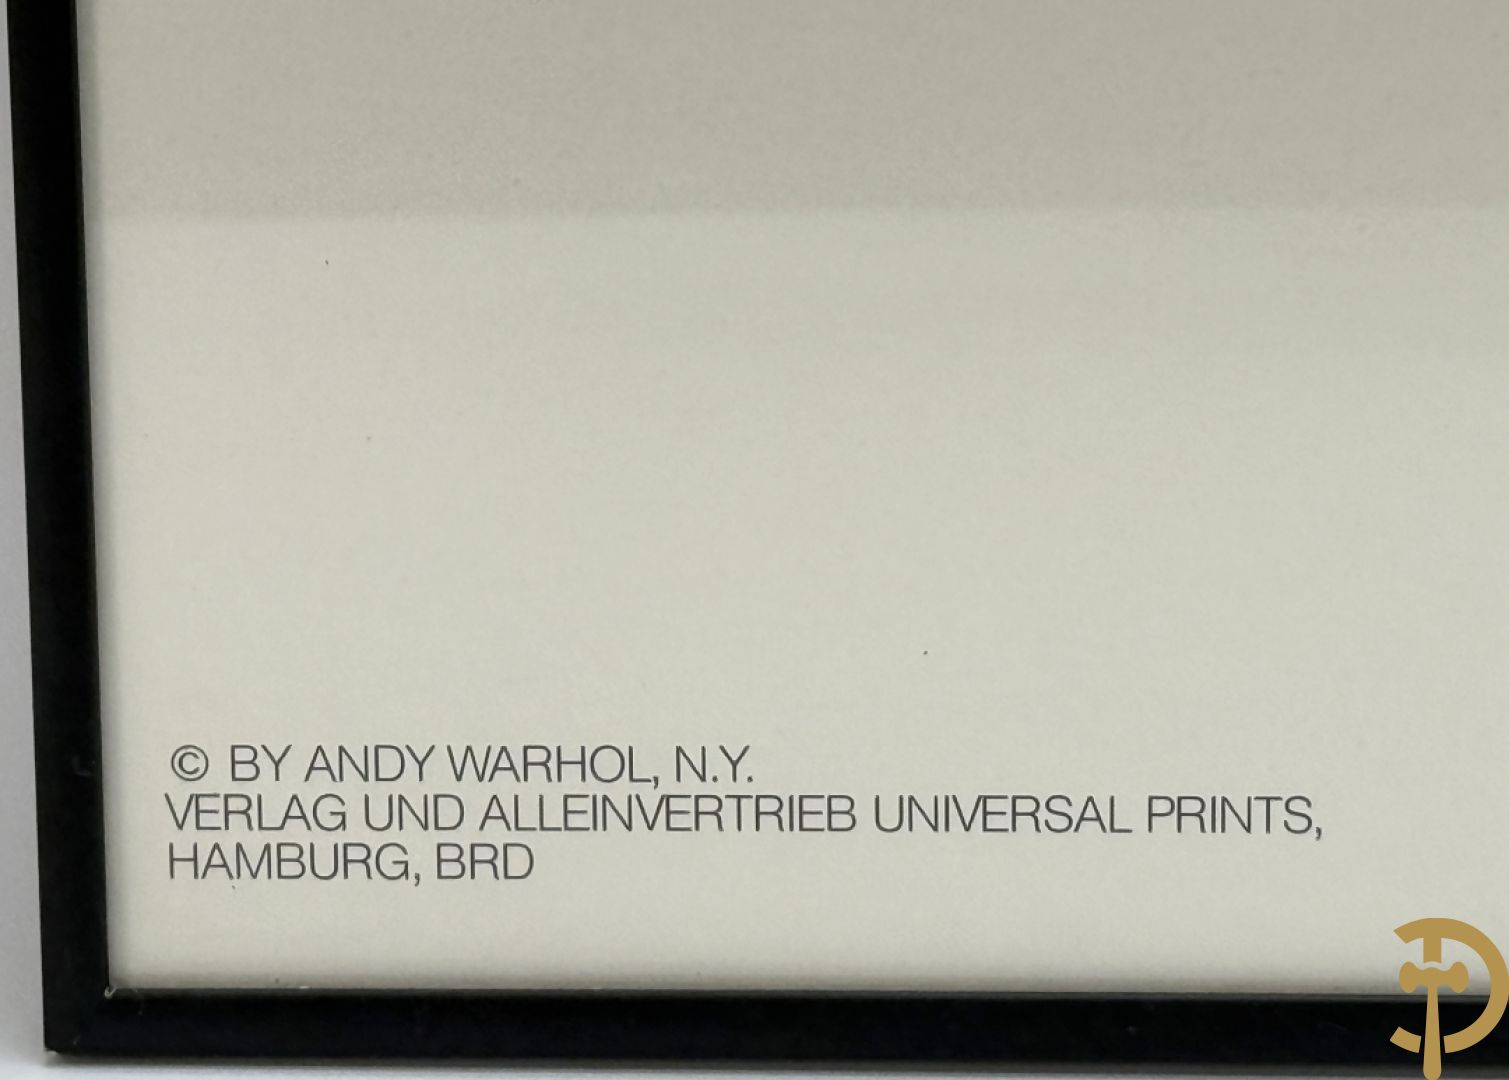 © BY ANDY WARHOL, N.Y.
VERLAG UND ALLEINVERTRIEB UNIVERSAL PRINTS,
HAMBURG, BRD